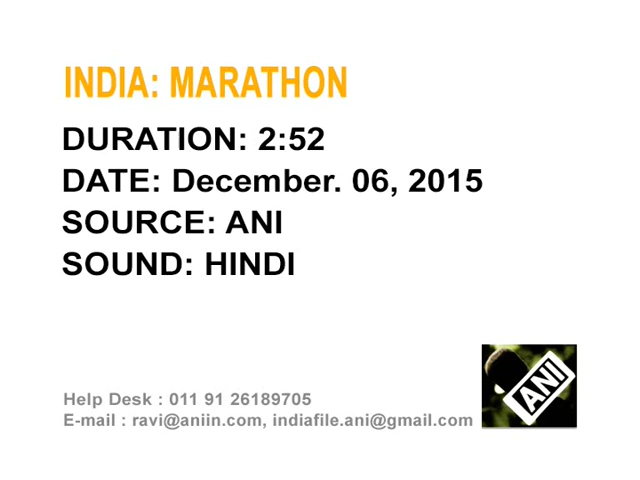 INDIA: MARATHON
DURATION: 2:52
DATE: December. 06, 2015
SOURCE: ANI
SOUND: HINDI
Help Desk : 011 91 26189705
E-mail : ravi@aniin.com, indiafile.ani@gmail.com
ANI